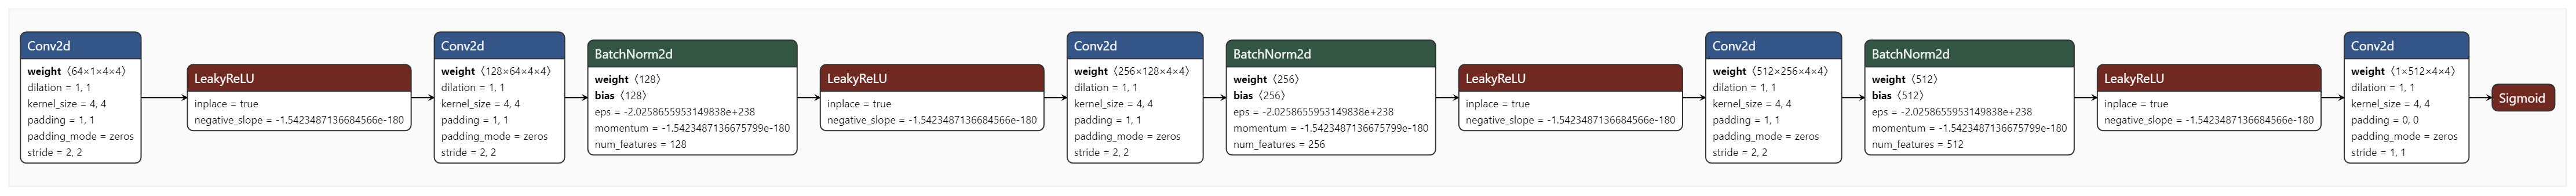 Conv2d
weight〈64×1×4×4〉
dilation = 1, 1
kernel_size = 4, 4
padding = 1, 1
padding_mode = zeros
stride = 2, 2
LeakyReLU
inplace = true
negative_slope = -1.5423487136684566e-180
Conv2d
weight〈128×64×4×4〉
dilation = 1, 1
kernel_size = 4, 4
padding = 1, 1
padding_mode = zeros
stride = 2, 2
BatchNorm2d
weight〈128〉
bias〈128〉
eps = -2.0258655953149838e+238
momentum = -1.5423487136675799e-180
num_features = 128
LeakyReLU
inplace = true
negative_slope = -1.5423487136684566e-180
Conv2d
weight〈256×128×4×4〉
dilation = 1, 1
kernel_size = 4, 4
padding = 1, 1
padding_mode = zeros
stride = 2, 2
BatchNorm2d
weight〈256〉
bias〈256〉
eps = -2.0258655953149838e+238
momentum = -1.5423487136675799e-180
num_features = 256
LeakyReLU
inplace = true
negative_slope = -1.5423487136684566e-180
Conv2d
weight〈512×256×4×4〉
dilation = 1, 1
kernel_size = 4, 4
padding = 1, 1
padding_mode = zeros
stride = 2, 2
BatchNorm2d
weight〈512〉
bias〈512〉
eps = -2.0258655953149838e+238
momentum = -1.5423487136675799e-180
num_features = 512
LeakyReLU
inplace = true
negative_slope = -1.5423487136684566e-180
Conv2d
weight〈1×512×4×4〉
dilation = 1, 1
kernel_size = 4, 4
padding = 0, 0
padding_mode = zeros
stride = 1, 1
Sigmoid